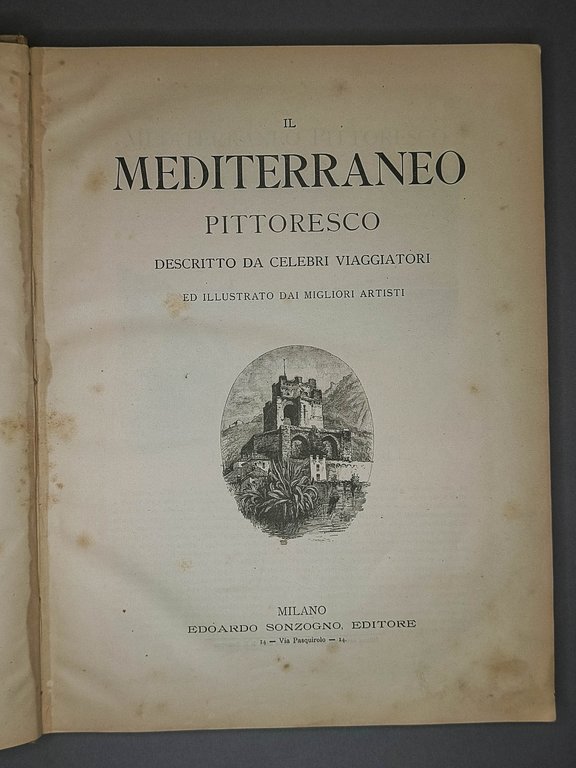 IL
MEDITERRANEO
PITTORESCO
DESCRITTO DA CELEBRI VIAGGIATORI
ED ILLUSTRATO DAI MIGLIORI ARTISTI
MILANO
EDOARDO SONZOGNO, EDITORE
14 — Via Pasquirolo — 14.